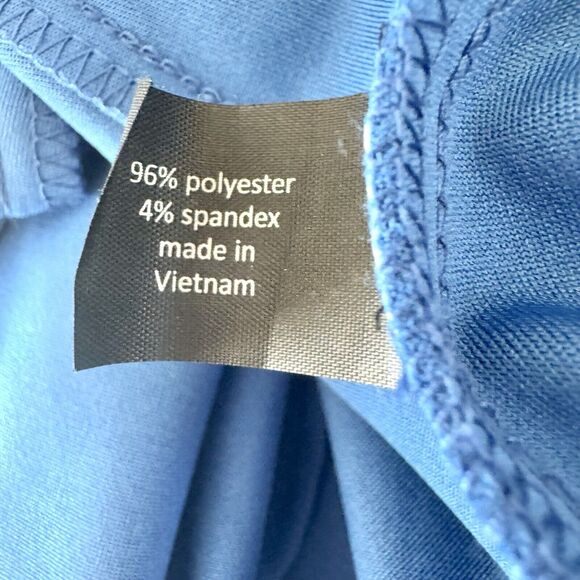 96% polyester
4% spandex
made in
Vietnam